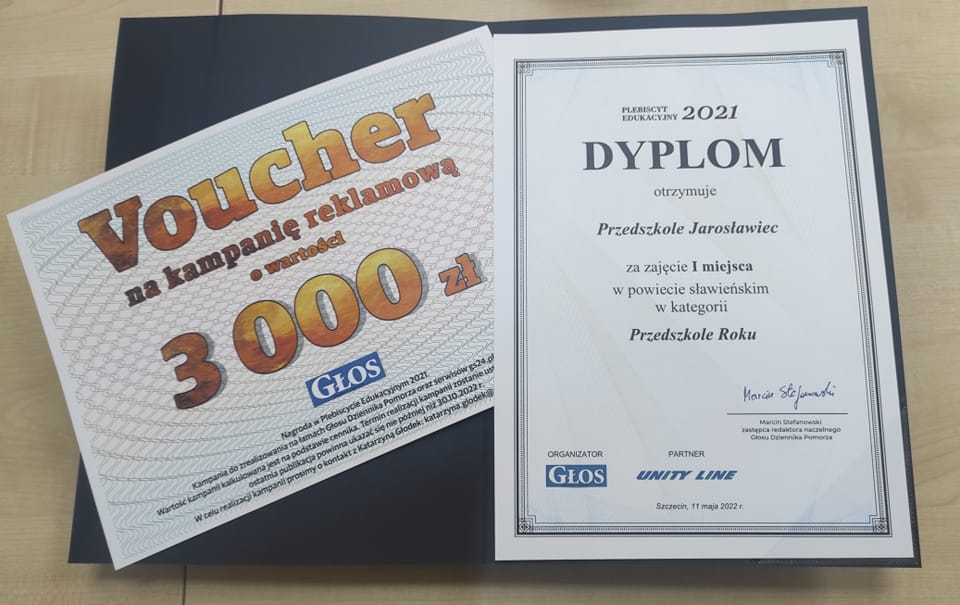 Voucher
na kampanię reklamową
o wartości
3 000 zł
GŁOS
Nagroda w Plebiscycie Edukacyjnym 2021.
Kampania do zrealizowania na łamach Głosu Dziennika Pomorza oraz serwisów gs24.pl
Wartość kampanii kalkulowana jest na podstawie cennika. Termin realizacji kampanii zostanie
ostatnia publikacja powinna ukazać się nie później niż 30.10.2022 r.
W celu realizacji kampanii prosimy o kontakt z Katarzyną Głodek: katarzyna.glodek@
PLEBISCYT
EDUKACYJNY 2021
DYPLOM
otrzymuje
Przedszkole Jarosławiec
za zajęcie I miejsca
w powiecie sławieńskim
w kategorii
Przedszkole Roku
Marcin Stefanowski
Marcin Stefanowski
zastępca redaktora naczelnego
Głosu Dziennika Pomorza
ORGANIZATOR
GŁOS
PARTNER
UNITY LINE
Szczecin, 11 maja 2022 r.